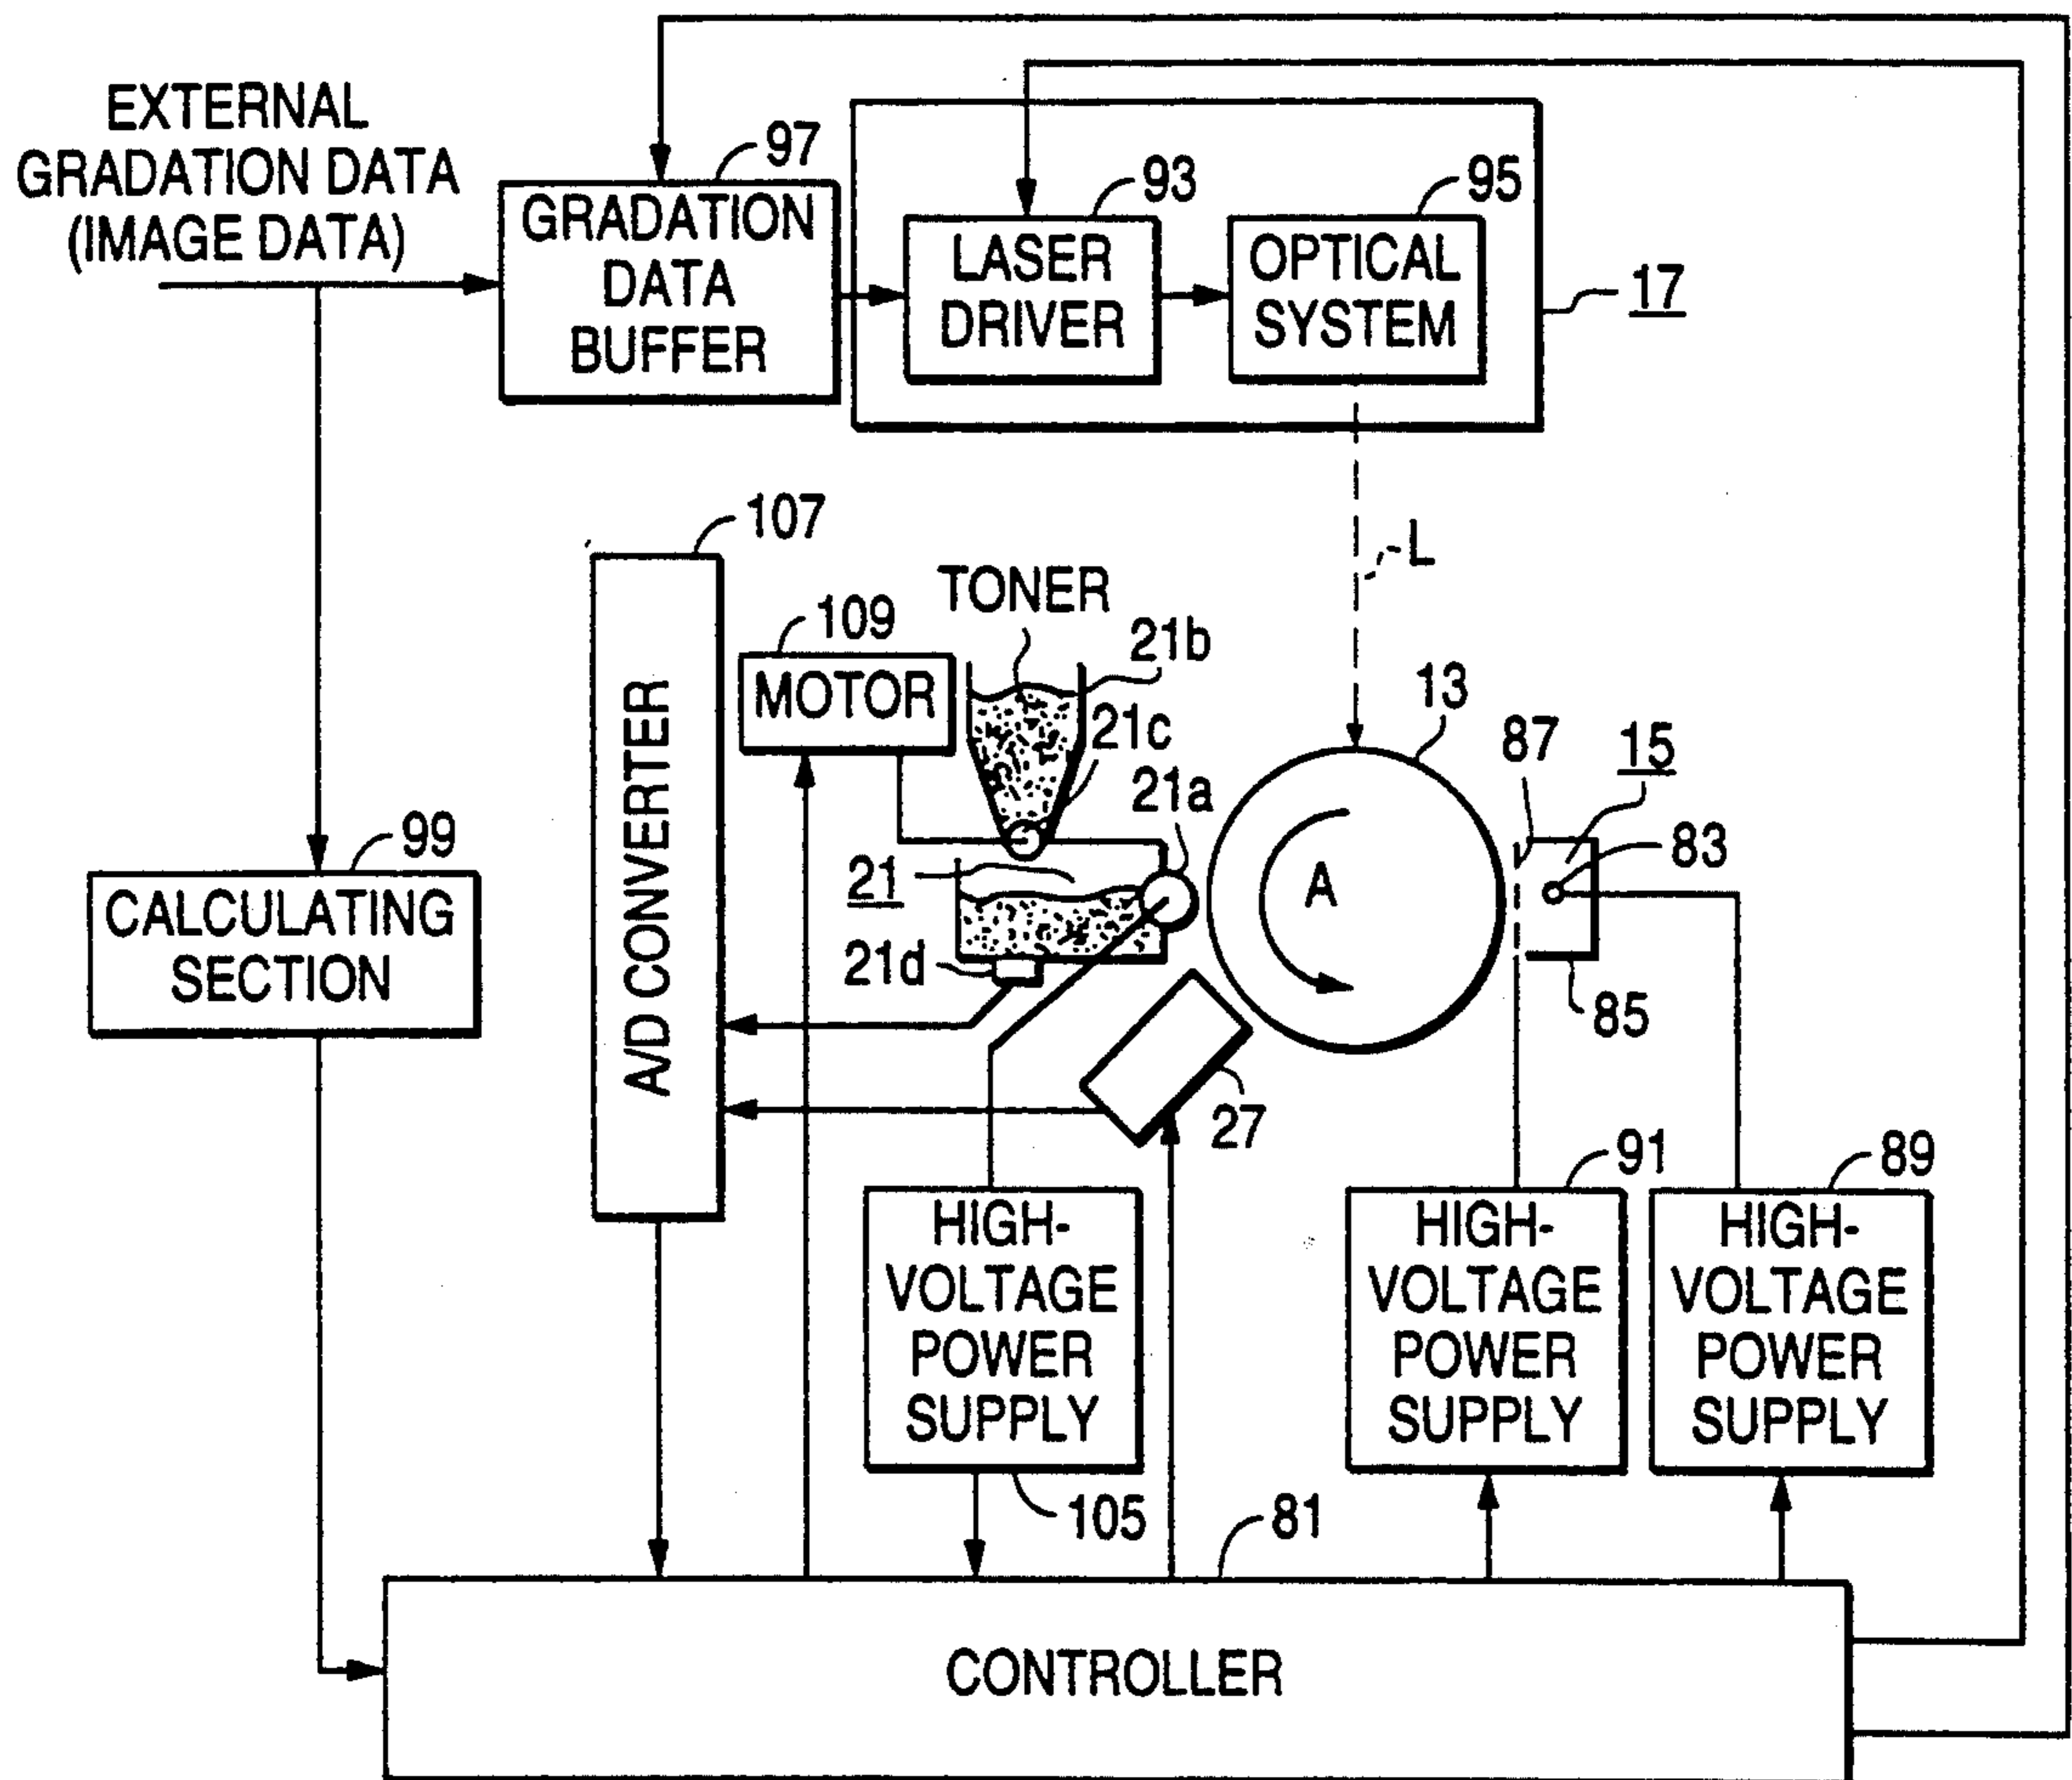 EXTERNAL
GRADATION DATA
(IMAGE DATA)
97
GRADATION
DATA
BUFFER
93
LASER
DRIVER
95
OPTICAL
SYSTEM
17
L
107
A/D CONVERTER
109
MOTOR
TONER
21b
21c
21a
21
21d
13
A
87
15
83
85
27
99
CALCULATING
SECTION
HIGH-
VOLTAGE
POWER
SUPPLY
105
91
HIGH-
VOLTAGE
POWER
SUPPLY
89
HIGH-
VOLTAGE
POWER
SUPPLY
81
CONTROLLER